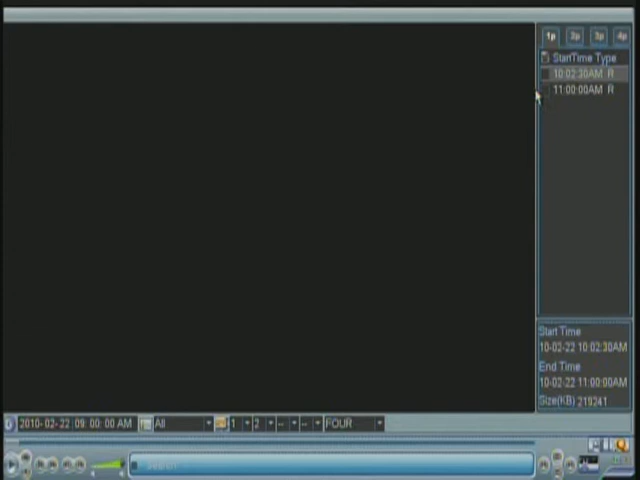 1p 2p 3p 4p
StartTime Type
10:02:30AM R
11:00:00AM R
Start Time
10-02-22 10:02:30AM
End Time
10-02-22 11:00:00AM
Size(KB) 219241
2010-02-22 09:00:00 AM All 1 2 -- -- FOUR
Search